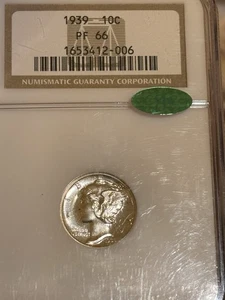 1939 10C
PF 66
1653412-006
NUMISMATIC GUARANTY CORPORATION